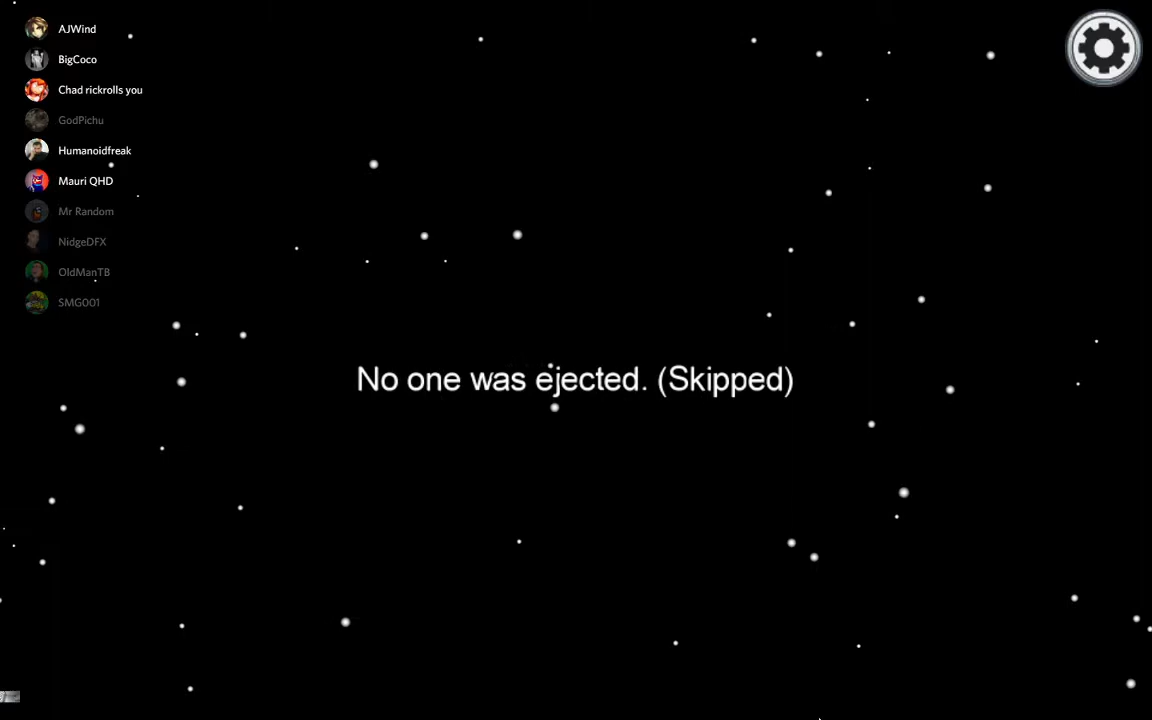 AJWind
BigCoco
Chad rickrolls you
GodPichu
Humanoidfreak
Mauri QHD
Mr Random
NidgeDFX
OldManTB
SMG001
No one was ejected. (Skipped)